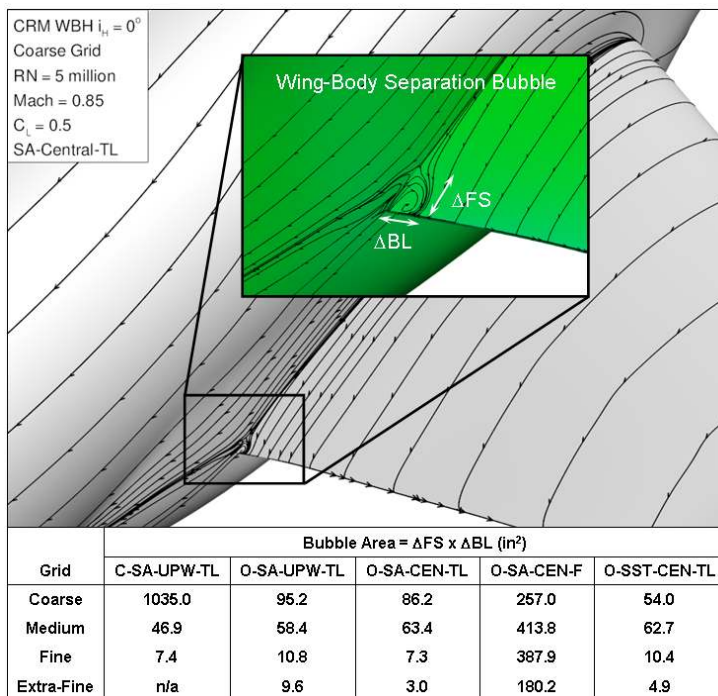 CRM WBH i_H = 0°
Coarse Grid
RN = 5 million
Mach = 0.85
C_L = 0.5
SA-Central-TL
Wing-Body Separation Bubble
ΔFS
ΔBL
Bubble Area = ΔFS x ΔBL (in²)
Grid C-SA-UPW-TL O-SA-UPW-TL O-SA-CEN-TL O-SA-CEN-F O-SST-CEN-TL
Coarse 1035.0 95.2 86.2 257.0 54.0
Medium 46.9 58.4 63.4 413.8 62.7
Fine 7.4 10.8 7.3 387.9 10.4
Extra-Fine n/a 9.6 3.0 180.2 4.9